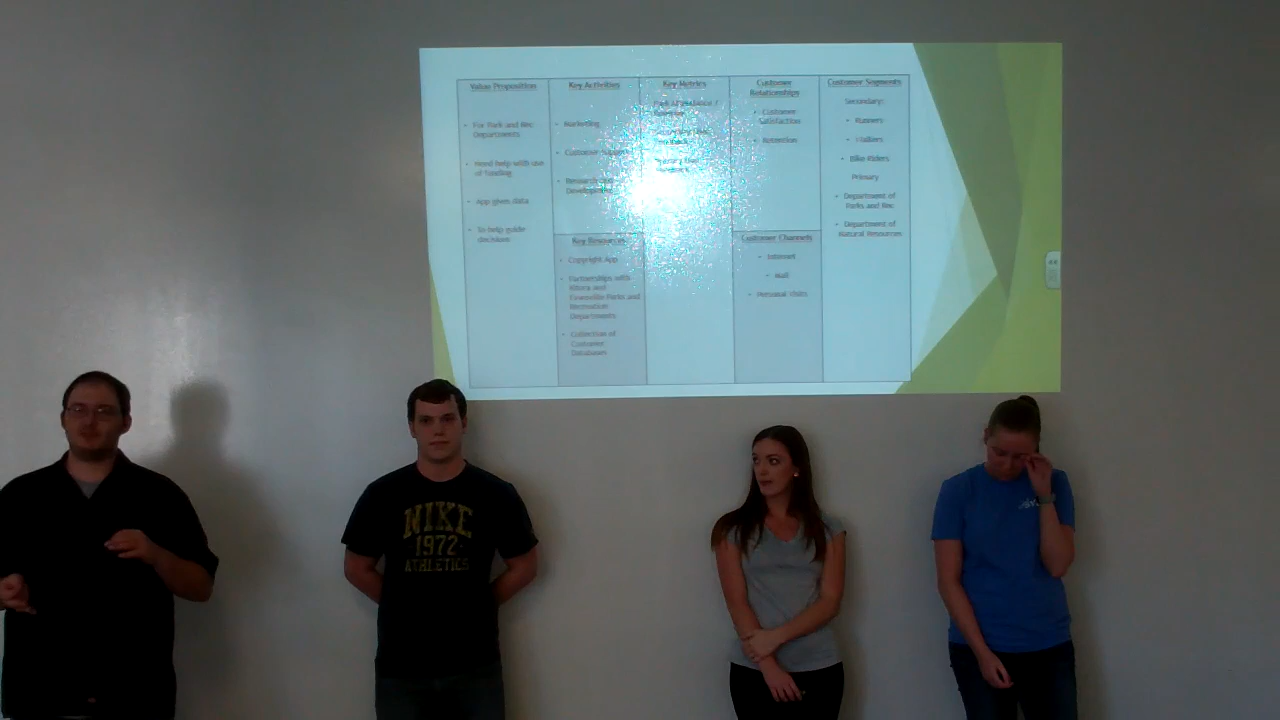 Value Proposition
• For Park and Rec
Departments
• Need help with use
of funding
• App gives data
• To help guide
decisions
Key Activities
• Marketing
• Customer Support
• Research and
Development
Key Resources
• Copyright App
• Partnerships with
and
Evansville Parks and
Recreation
Departments
• Collection of
Customer
Databases
Key Metrics
Park Attendance /
Customer
Relationships
• Customer
Satisfaction
• Retention
Customer Channels
• Internet
• Mail
• Personal Visits
Customer Segments
Secondary:
• Runners
• Walkers
• Bike Riders
Primary
• Department of
Parks and Rec
• Department of
Natural Resources
NIKE
1972
ATHLETICS